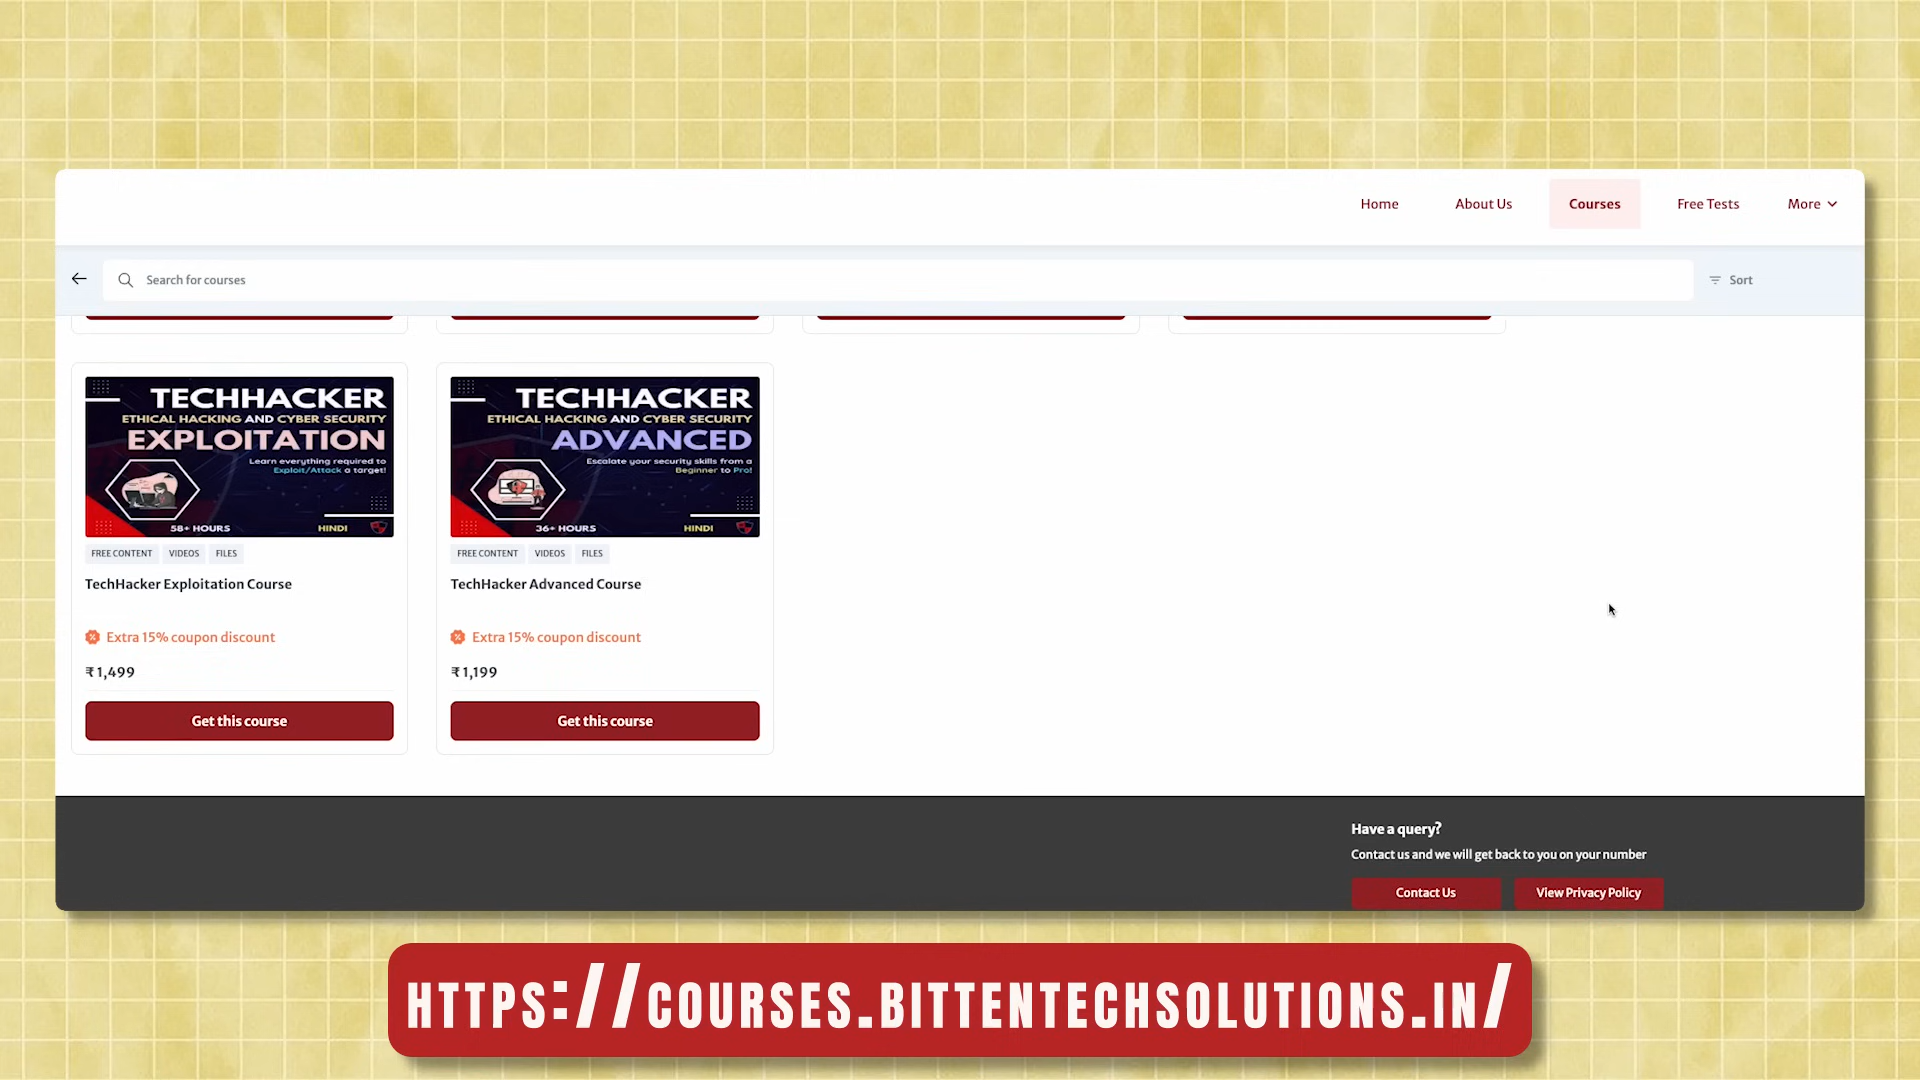 Home About Us Courses Free Tests More
Search for courses Sort
TECHHACKER
ETHICAL HACKING AND CYBER SECURITY
EXPLOITATION
Learn everything required to
Exploit/Attack a target!
58+ HOURS HINDI
FREE CONTENT VIDEOS FILES
TechHacker Exploitation Course
Extra 15% coupon discount
₹ 1,499
Get this course
TECHHACKER
ETHICAL HACKING AND CYBER SECURITY
ADVANCED
Escalate your security skills from a
Beginner to Pro!
36+ HOURS HINDI
FREE CONTENT VIDEOS FILES
TechHacker Advanced Course
Extra 15% coupon discount
₹ 1,199
Get this course
Have a query?
Contact us and we will get back to you on your number
Contact Us View Privacy Policy
HTTPS://COURSES.BITTENTECHSOLUTIONS.IN/